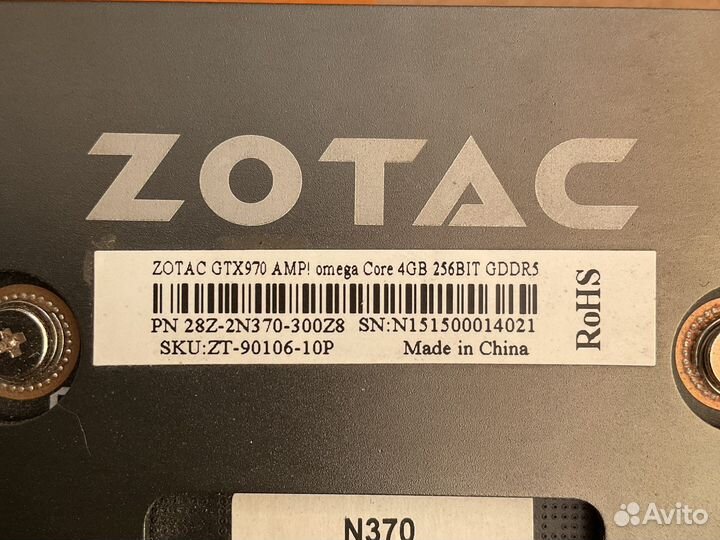 ZOTAC
ZOTAC GTX970 AMP! omega Core 4GB 256BIT GDDR5
PN 28Z-2N370-300Z8 SN:N151500014021
SKU:ZT-90106-10P Made in China
RoHS
N370
Avito